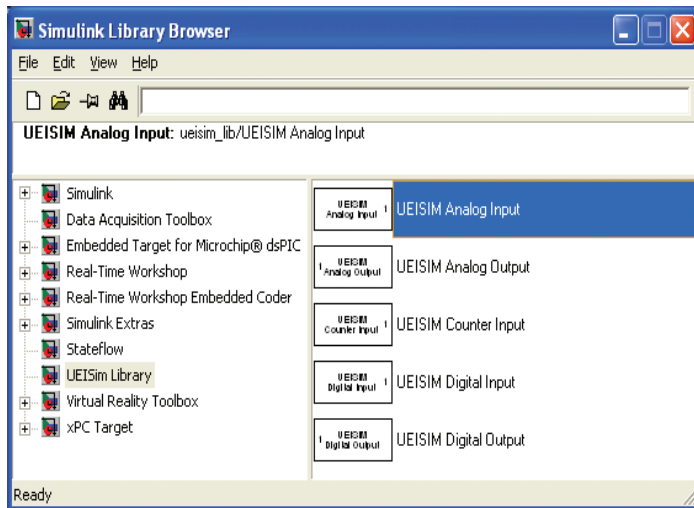 Simulink Library Browser
File Edit View Help
UEISIM Analog Input: ueisim_lib/UEISIM Analog Input
Simulink
Data Acquisition Toolbox
Embedded Target for Microchip® dsPIC
Real-Time Workshop
Real-Time Workshop Embedded Coder
Simulink Extras
Stateflow
UEISim Library
Virtual Reality Toolbox
xPC Target
UEISIM
Analog Input 1
UEISIM Analog Input
UEISIM
1 Analog Output
UEISIM Analog Output
UEISIM
Counter Input 1
UEISIM Counter Input
UEISIM
Digital Input 1
UEISIM Digital Input
UEISIM
1 Digital Output
UEISIM Digital Output
Ready